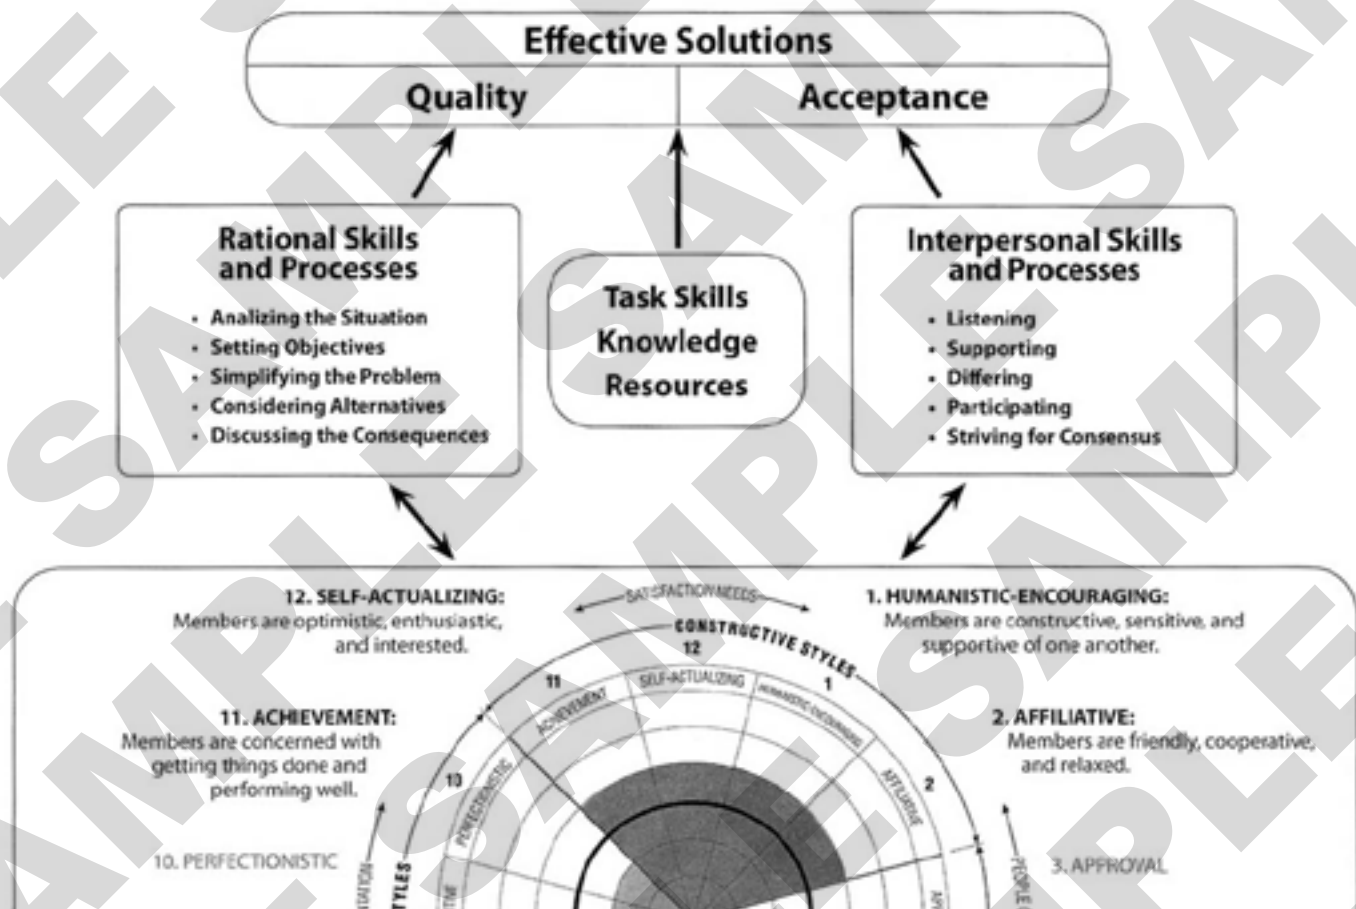 Effective Solutions
Quality
Acceptance
Rational Skills
and Processes
• Analizing the Situation
• Setting Objectives
• Simplifying the Problem
• Considering Alternatives
• Discussing the Consequences
Task Skills
Knowledge
Resources
Interpersonal Skills
and Processes
• Listening
• Supporting
• Differing
• Participating
• Striving for Consensus
12. SELF-ACTUALIZING:
Members are optimistic, enthusiastic,
and interested.
11. ACHIEVEMENT:
Members are concerned with
getting things done and
performing well.
10. PERFECTIONISTIC
SATISFACTION NEEDS
CONSTRUCTIVE STYLES
12
SELF-ACTUALIZING
11
ACHIEVEMENT
1
HUMANISTIC-ENCOURAGING
10
PERFECTIONISTIC
2
AFFILIATIVE
STYLES
PEOPLE
1. HUMANISTIC-ENCOURAGING:
Members are constructive, sensitive, and
supportive of one another.
2. AFFILIATIVE:
Members are friendly, cooperative,
and relaxed.
3. APPROVAL
SAMPLE SAMPLE SAMPLE